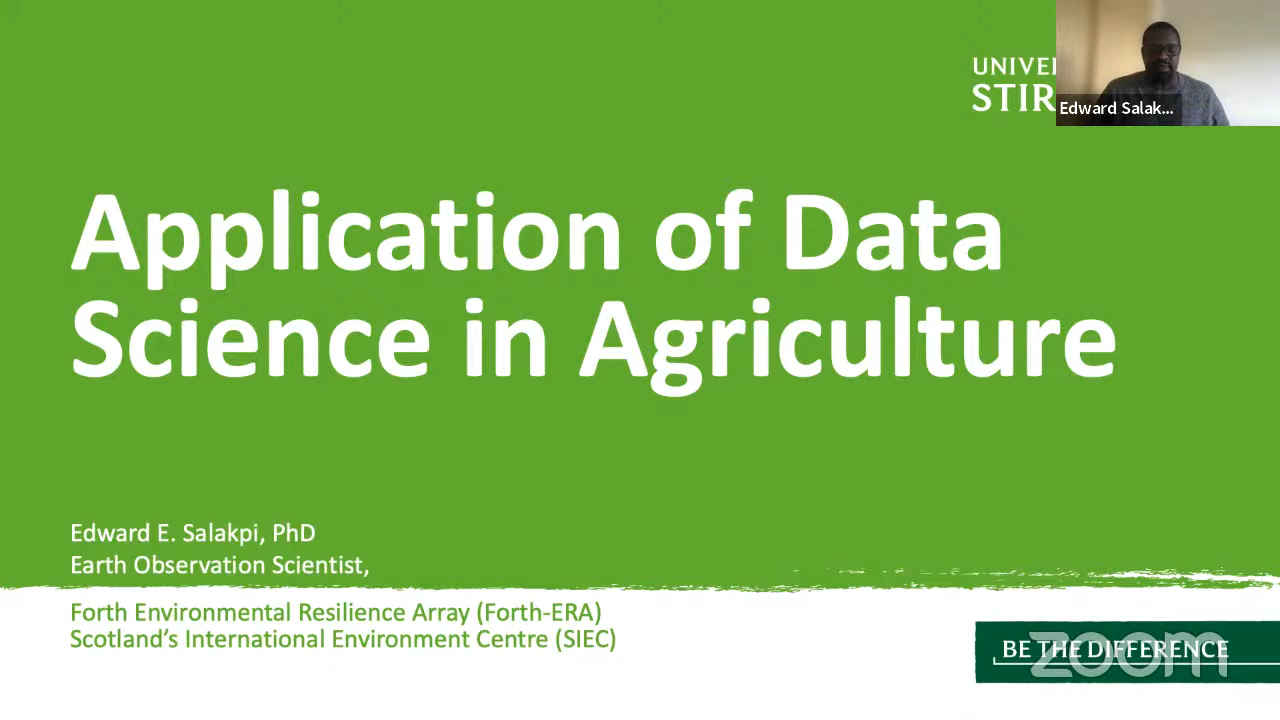 UNIVE
STIR
Edward Salak...
Application of Data
Science in Agriculture
Edward E. Salakpi, PhD
Earth Observation Scientist,
Forth Environmental Resilience Array (Forth-ERA)
Scotland's International Environment Centre (SIEC)
BE THE DIFFERENCE
zoom